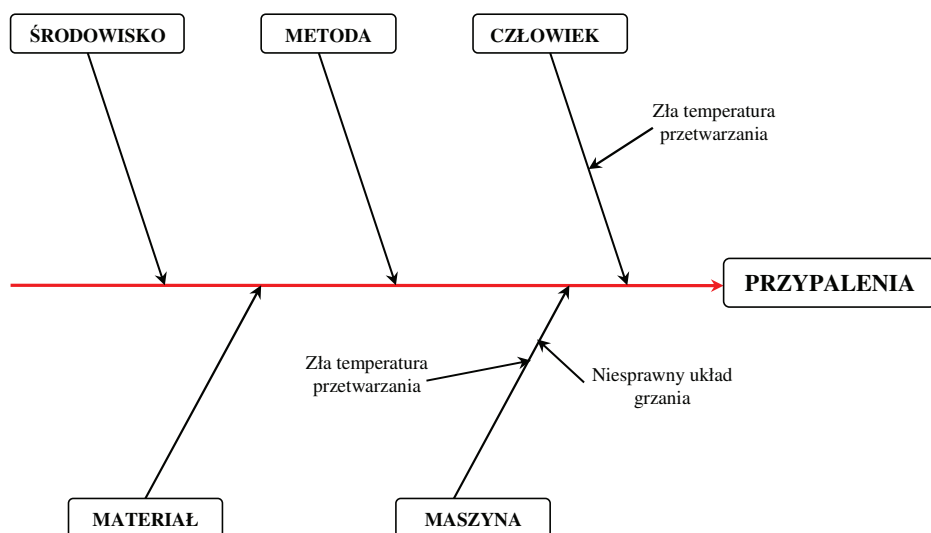 ŚRODOWISKO
METODA
CZŁOWIEK
Zła temperatura
przetwarzania
PRZYPALENIA
Zła temperatura
przetwarzania
Niesprawny układ
grzania
MATERIAŁ
MASZYNA